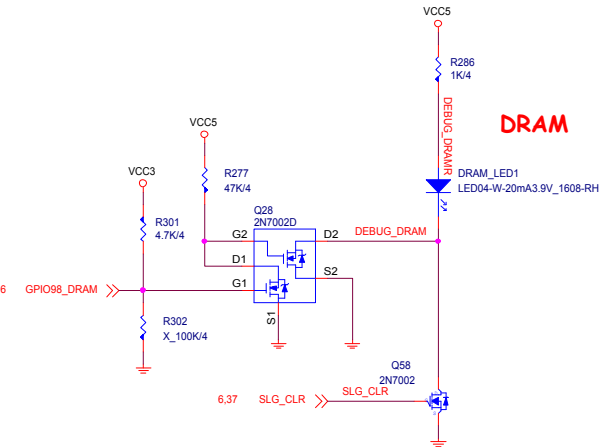 VCC5
R286
1K/4
DEBUG_DRAMR
DRAM
VCC5
VCC3
R277
47K/4
DRAM_LED1
LED04-W-20mA3.9V_1608-RH
R301
4.7K/4
Q28
2N7002D
G2
D2
DEBUG_DRAM
D1
S2
6 GPIO98_DRAM
G1
S1
R302
X_100K/4
Q58
2N7002
6,37 SLG_CLR
SLG_CLR